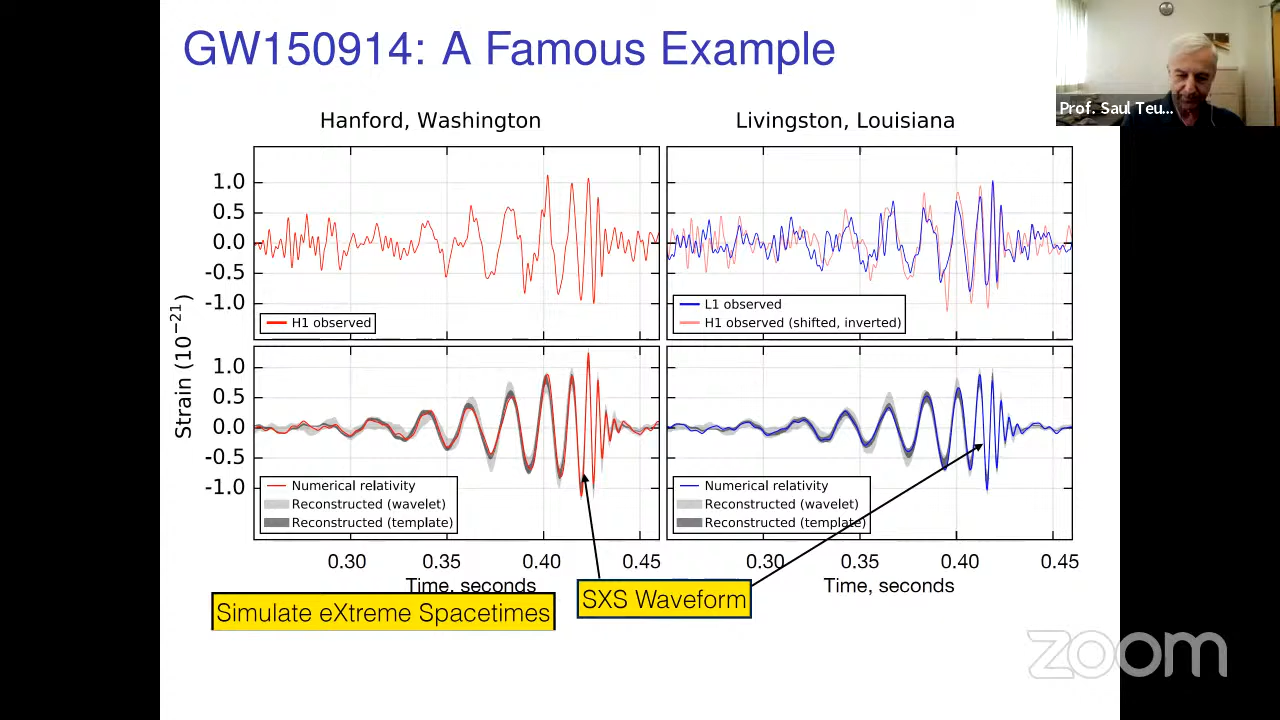 GW150914: A Famous Example
Prof. Saul Teu...
Hanford, Washington
Livingston, Louisiana
Strain (10⁻²¹)
1.0
0.5
0.0
-0.5
-1.0
H1 observed
L1 observed
H1 observed (shifted, inverted)
1.0
0.5
0.0
-0.5
-1.0
Numerical relativity
Reconstructed (wavelet)
Reconstructed (template)
Numerical relativity
Reconstructed (wavelet)
Reconstructed (template)
0.30 0.35 0.40 0.45
0.30 0.35 0.40 0.45
Time, seconds
Time, seconds
Simulate eXtreme Spacetimes
SXS Waveform
zoom